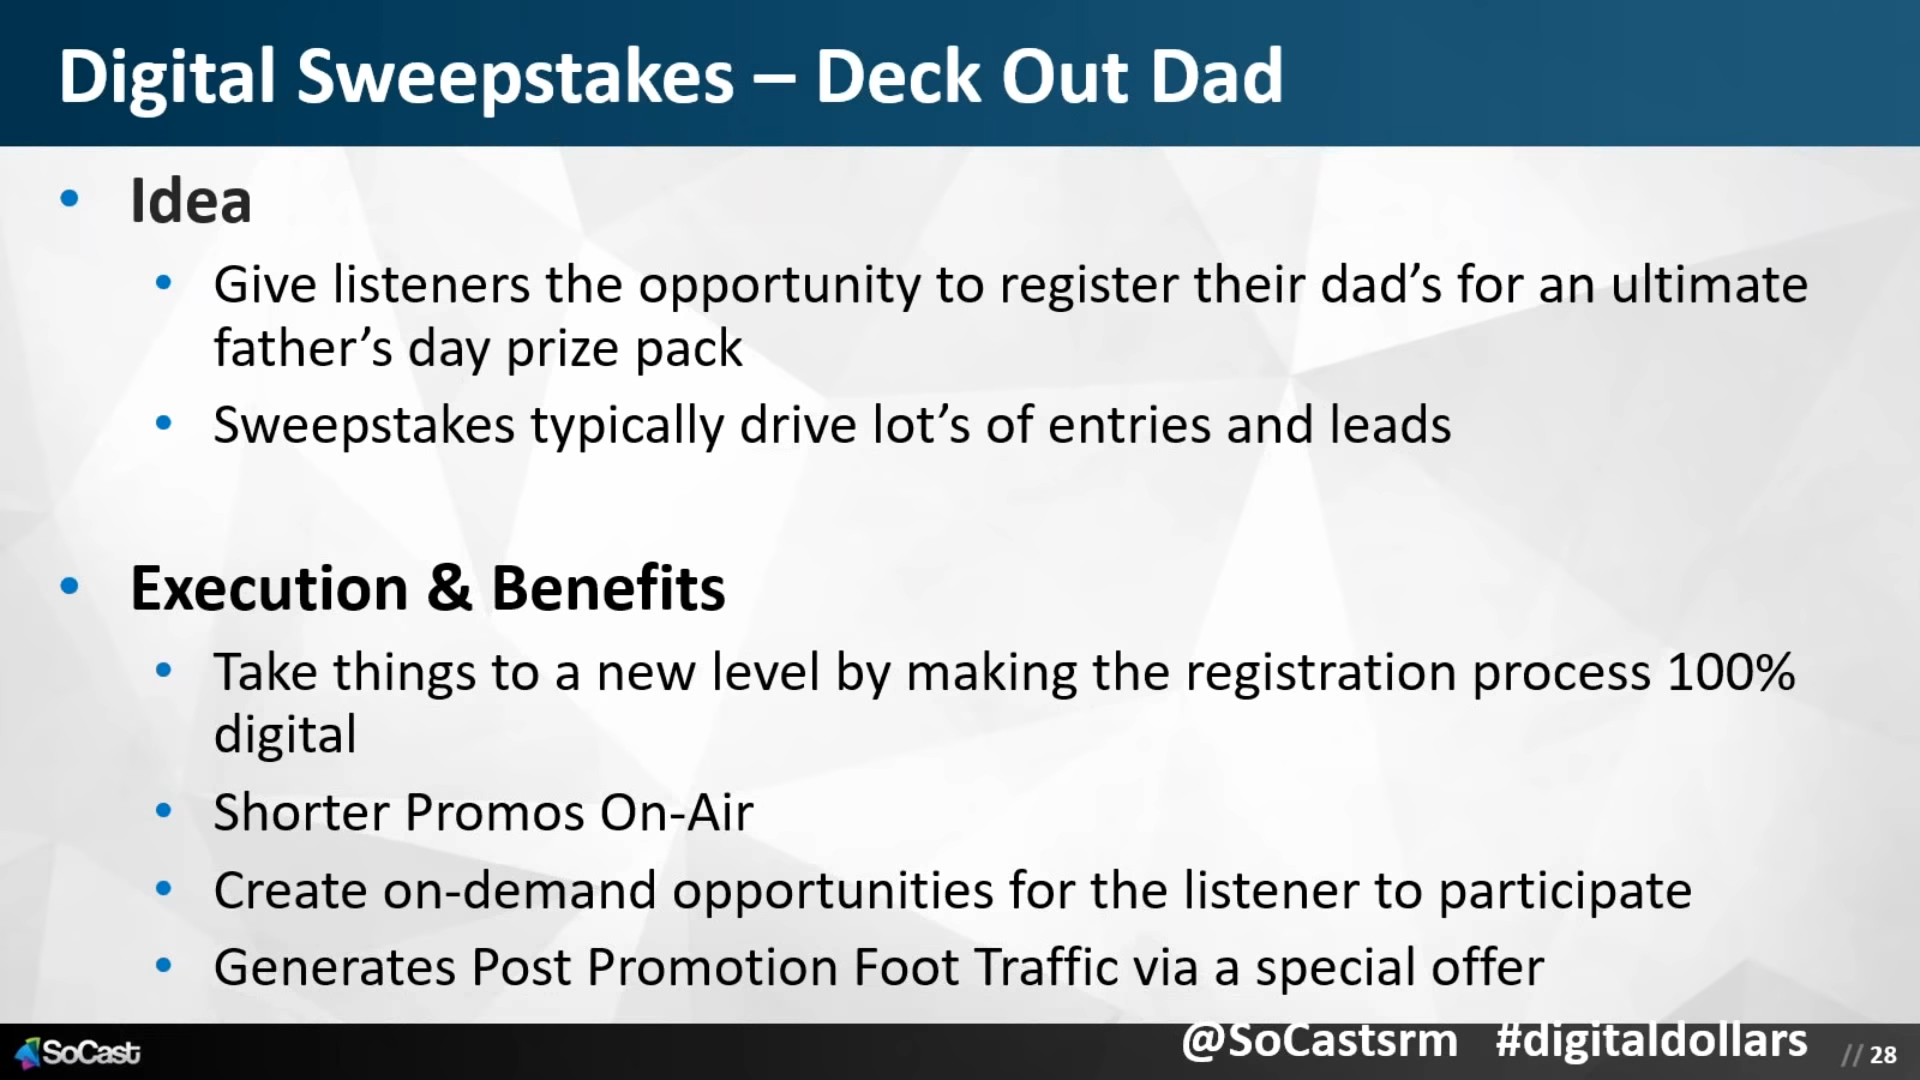 Digital Sweepstakes – Deck Out Dad
• Idea
• Give listeners the opportunity to register their dad’s for an ultimate
father’s day prize pack
• Sweepstakes typically drive lot’s of entries and leads
• Execution & Benefits
• Take things to a new level by making the registration process 100%
digital
• Shorter Promos On-Air
• Create on-demand opportunities for the listener to participate
• Generates Post Promotion Foot Traffic via a special offer
SoCast
@SoCastsrm #digitaldollars
// 28